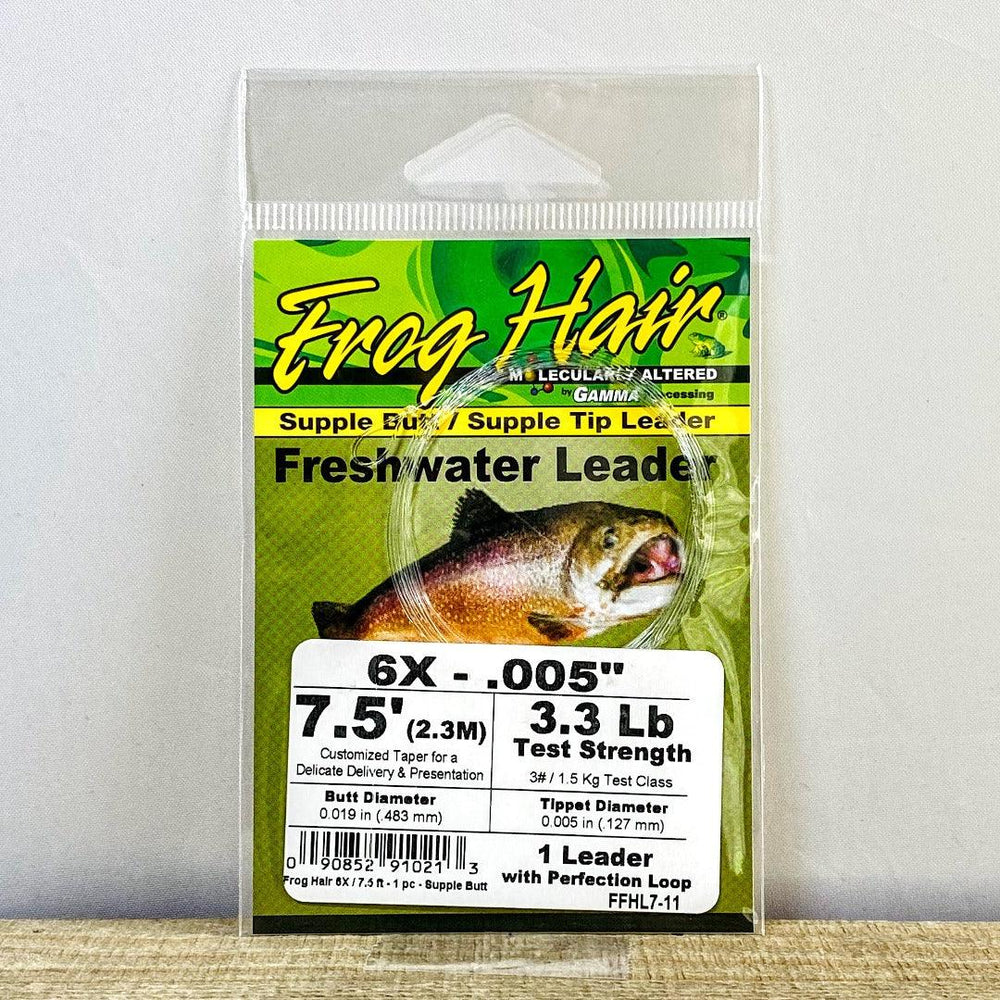 Frog Hair®
MOLECULARLY ALTERED
by GAMMA Processing
Supple Butt / Supple Tip Leader
Freshwater Leader
6X - .005"
7.5' (2.3M)
Customized Taper for a
Delicate Delivery & Presentation
3.3 Lb
Test Strength
3# / 1.5 Kg Test Class
Butt Diameter
0.019 in (.483 mm)
Tippet Diameter
0.005 in (.127 mm)
0 90852 91021 3
Frog Hair 6X / 7.5 ft - 1 pc - Supple Butt
1 Leader
with Perfection Loop
FFHL7-11